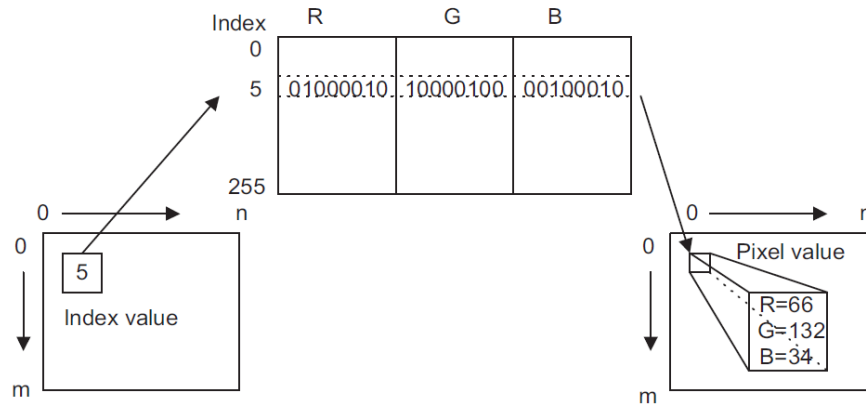 Index R G B
0
5 01000010 10000100 00100010
255
0 n
0
5
Index value
m
0 n
0
Pixel value
R=66
G=132
B=34
m